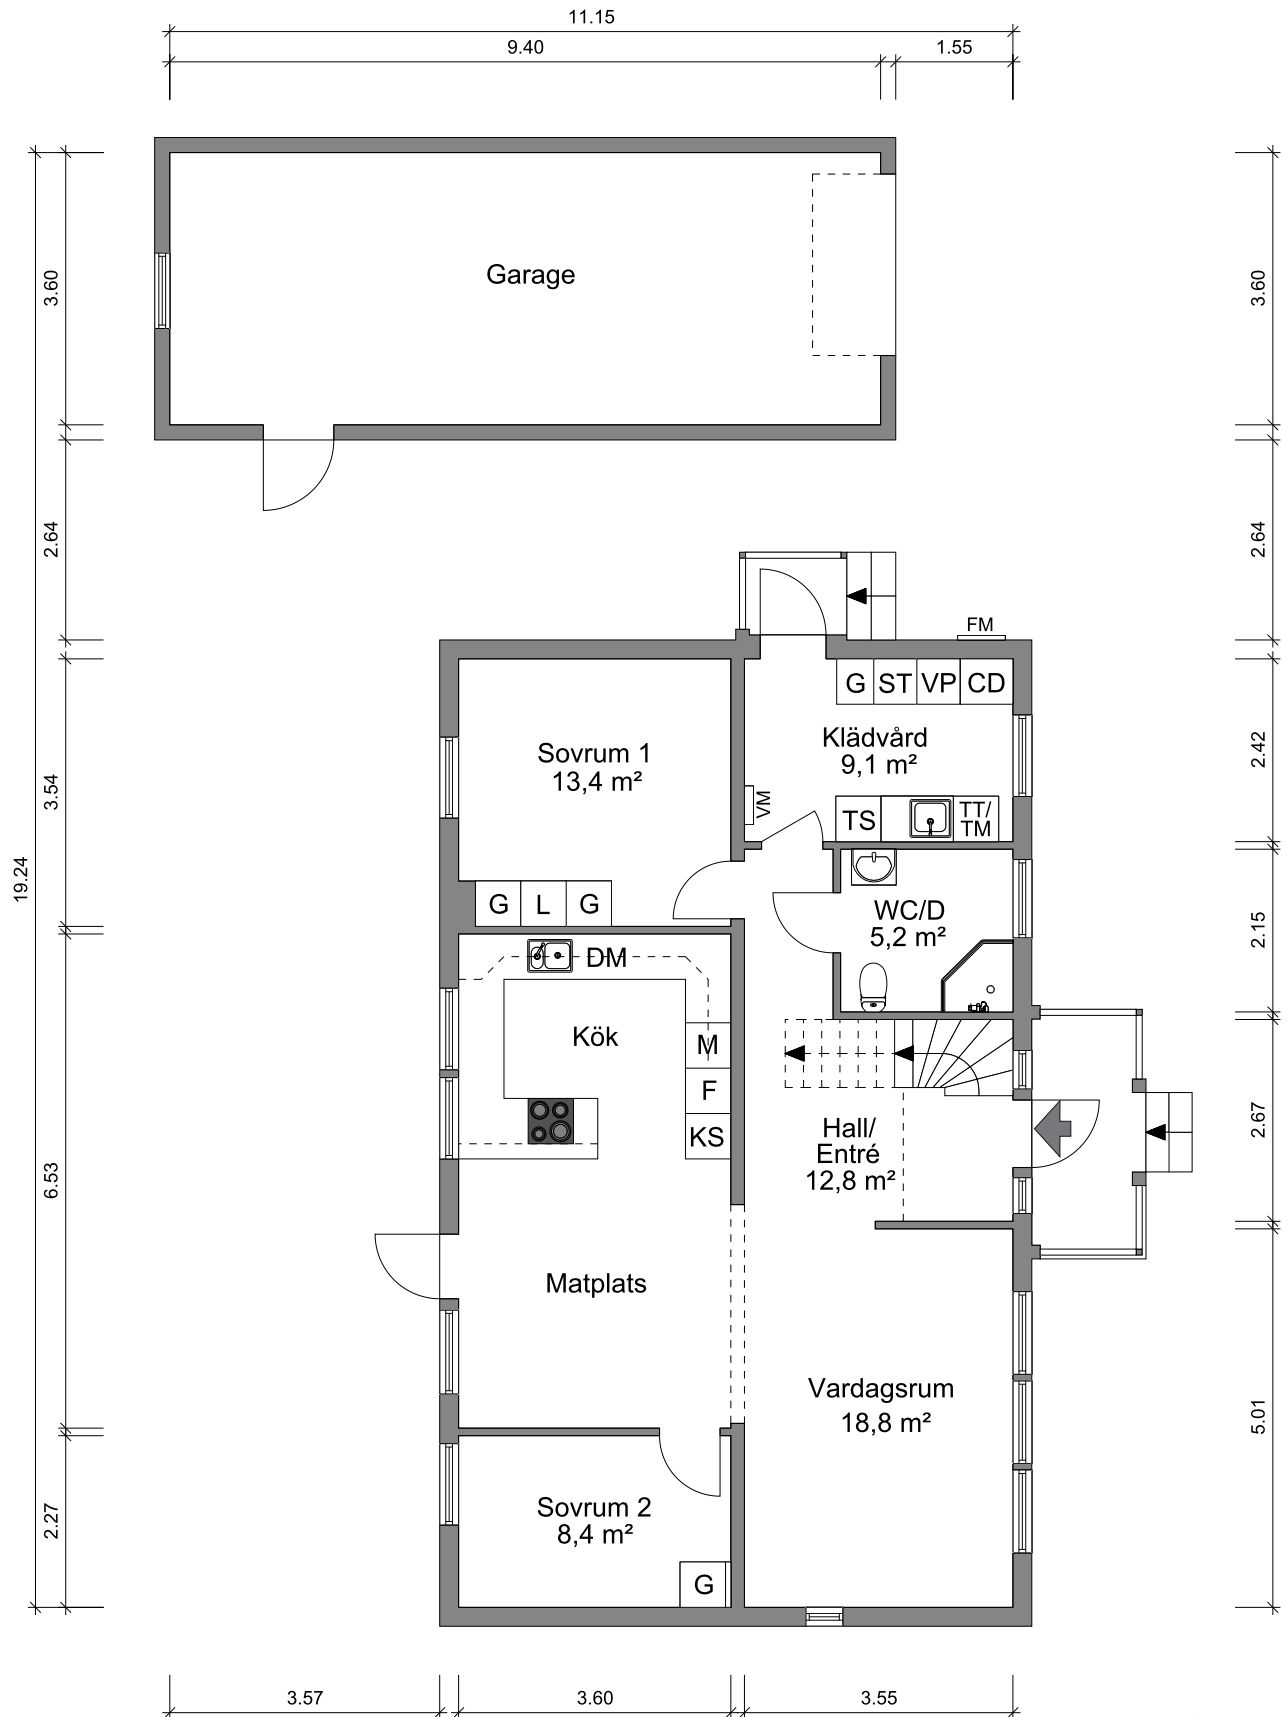 11.15
9.40
1.55
3.60
Garage
3.60
2.64
2.64
FM
G ST VP CD
Sovrum 1
13,4 m²
Klädvård
9,1 m²
2.42
3.54
VM
TS
TT/
TM
19.24
G L G
WC/D
5,2 m²
2.15
DM
Kök
M
F
KS
Hall/
Entré
12,8 m²
2.67
6.53
Matplats
Vardagsrum
18,8 m²
5.01
Sovrum 2
8,4 m²
2.27
G
3.57
3.60
3.55